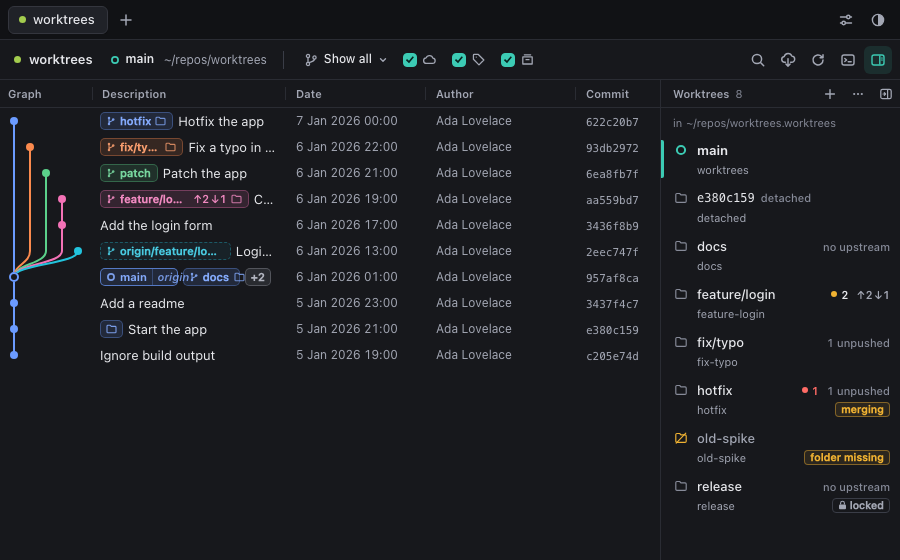 worktrees
worktrees main ~/repos/worktrees Show all
Graph Description Date Author Commit
hotfix Hotfix the app 7 Jan 2026 00:00 Ada Lovelace 622c20b7
fix/ty... Fix a typo in ... 6 Jan 2026 22:00 Ada Lovelace 93db2972
patch Patch the app 6 Jan 2026 21:00 Ada Lovelace 6ea8fb7f
feature/lo... ↑2↓1 C... 6 Jan 2026 19:00 Ada Lovelace aa559bd7
Add the login form 6 Jan 2026 17:00 Ada Lovelace 3436f8b9
origin/feature/lo... Logi... 6 Jan 2026 13:00 Ada Lovelace 2eec747f
main origin docs +2 6 Jan 2026 01:00 Ada Lovelace 957af8ca
Add a readme 5 Jan 2026 23:00 Ada Lovelace 3437f4c7
Start the app 5 Jan 2026 21:00 Ada Lovelace e380c159
Ignore build output 5 Jan 2026 19:00 Ada Lovelace c205e74d
Worktrees 8
in ~/repos/worktrees.worktrees
main
worktrees
e380c159 detached
detached
docs no upstream
docs
feature/login 2 ↑2↓1
feature-login
fix/typo 1 unpushed
fix-typo
hotfix 1 1 unpushed
hotfix merging
old-spike
old-spike folder missing
release no upstream
release locked